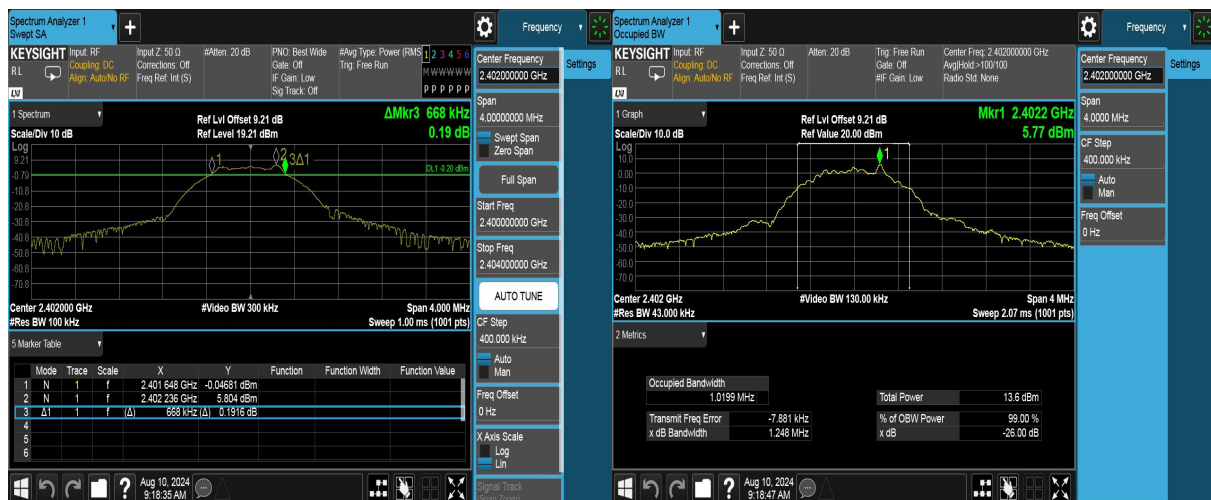 Spectrum Analyzer 1
Swept SA
Frequency
KEYSIGHT
RL
LXI
Input: RF
Coupling: DC
Align: Auto/No RF
Input Z: 50 Ω
Corrections: Off
Freq Ref: Int (S)
#Atten: 20 dB
PNO: Best Wide
Gate: Off
IF Gain: Low
Sig Track: Off
#Avg Type: Power (RMS
Trig: Free Run
1 2 3 4 5 6
M W W W W W
P P P P P P
1 Spectrum
Scale/Div 10 dB
Ref Lvl Offset 9.21 dB
Ref Level 19.21 dBm
ΔMkr3 668 kHz
0.19 dB
Log
9.21
-0.79
-10.8
-20.8
-30.8
-40.8
-50.8
-60.8
-70.8
1
2
3Δ1
DL1 -0.20 dBm
Center 2.402000 GHz
#Res BW 100 kHz
#Video BW 300 kHz
Span 4.000 MHz
Sweep 1.00 ms (1001 pts)
5 Marker Table
Mode Trace Scale X Y Function Function Width Function Value
1 N 1 f 2.401 648 GHz -0.04681 dBm
2 N 1 f 2.402 236 GHz 5.804 dBm
3 Δ1 1 f (Δ) 668 kHz (Δ) 0.1916 dB
4
5
6
Aug 10, 2024
9:18:35 AM
Center Frequency
2.402000000 GHz
Settings
Span
4.00000000 MHz
Swept Span
Zero Span
Full Span
Start Freq
2.400000000 GHz
Stop Freq
2.404000000 GHz
AUTO TUNE
CF Step
400.000 kHz
Auto
Man
Freq Offset
0 Hz
X Axis Scale
Log
Lin
Signal Track
(Span Zoom)
Spectrum Analyzer 1
Occupied BW
Frequency
KEYSIGHT
RL
LXI
Input: RF
Coupling: DC
Align: Auto/No RF
Input Z: 50 Ω
Corrections: Off
Freq Ref: Int (S)
Atten: 20 dB
Trig: Free Run
Gate: Off
#IF Gain: Low
Center Freq: 2.402000000 GHz
Avg|Hold:>100/100
Radio Std: None
1 Graph
Scale/Div 10.0 dB
Ref Lvl Offset 9.21 dB
Ref Value 20.00 dBm
Mkr1 2.4022 GHz
5.77 dBm
Log
10.0
0.00
-10.0
-20.0
-30.0
-40.0
-50.0
-60.0
-70.0
1
Center 2.402 GHz
#Res BW 43.000 kHz
#Video BW 130.00 kHz
Span 4 MHz
Sweep 2.07 ms (1001 pts)
2 Metrics
Occupied Bandwidth
1.0199 MHz
Total Power 13.6 dBm
Transmit Freq Error -7.881 kHz
% of OBW Power 99.00 %
x dB Bandwidth 1.248 MHz
x dB -26.00 dB
Aug 10, 2024
9:18:47 AM
Center Frequency
2.402000000 GHz
Settings
Span
4.0000 MHz
CF Step
400.000 kHz
Auto
Man
Freq Offset
0 Hz